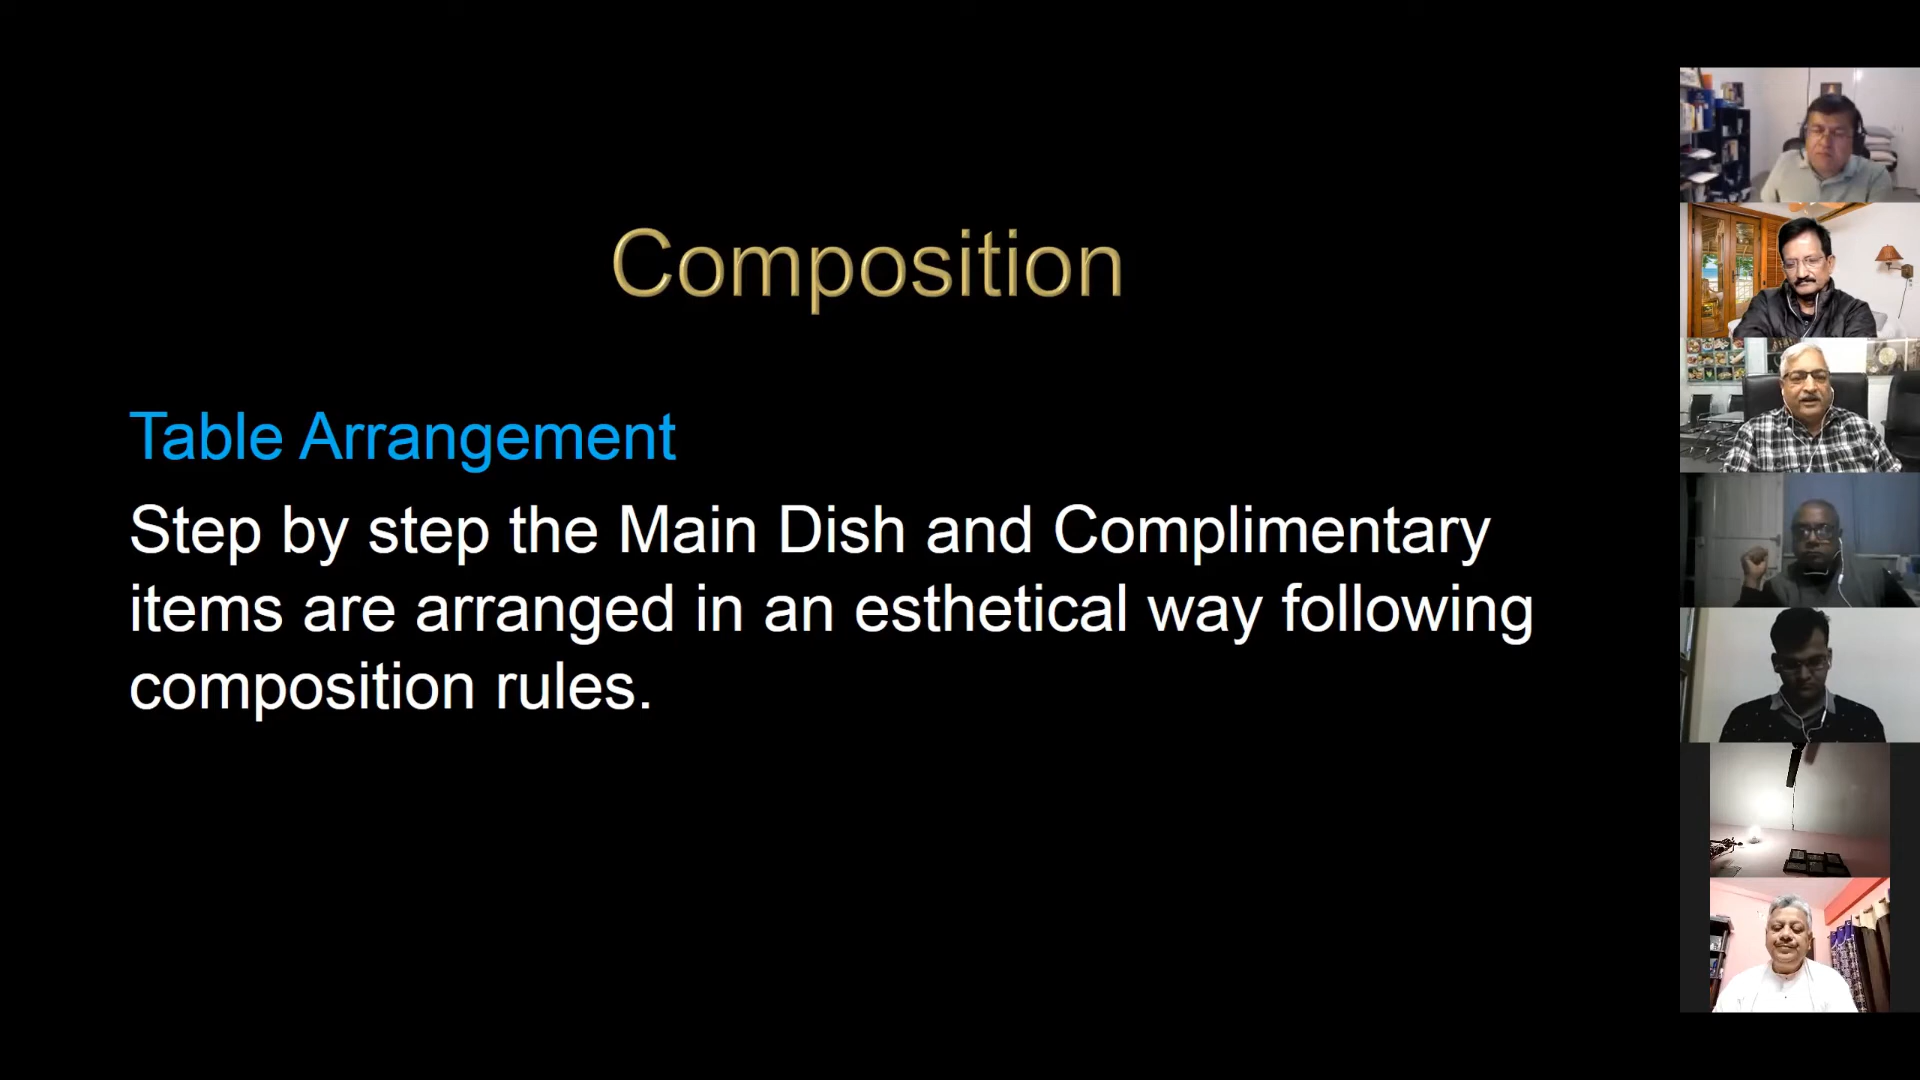 Composition
Table Arrangement
Step by step the Main Dish and Complimentary
items are arranged in an esthetical way following
composition rules.